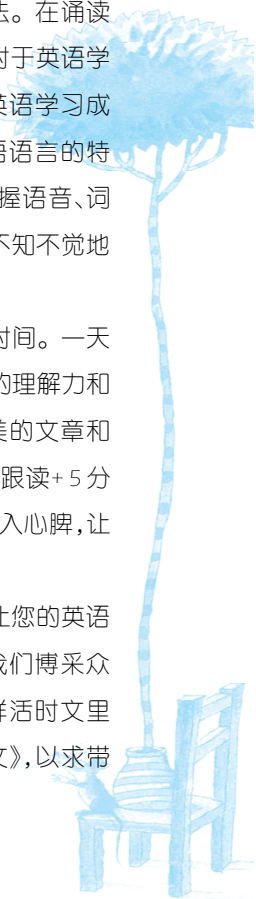 法。在诵读
对于英语学
英语学习成
语语言的特
握语音、词
不知不觉地
时间。一天
的理解力和
美的文章和
跟读+5分
入心脾，让
让您的英语
我们博采众
鲜活时文里
文》，以求带